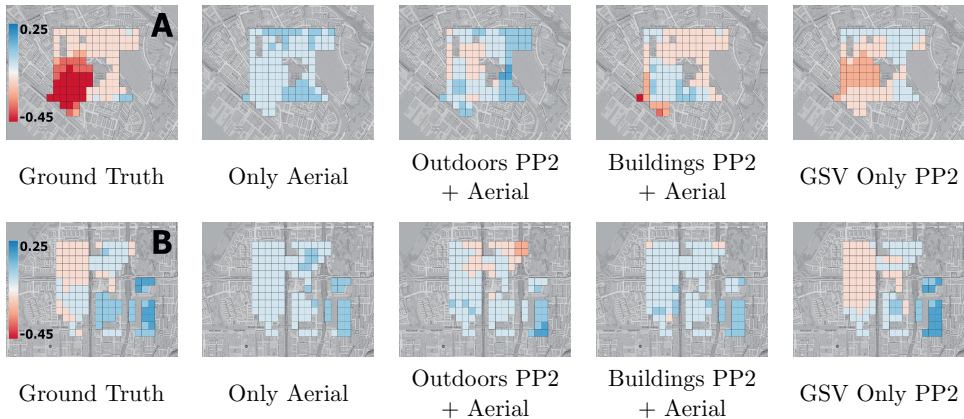 0.25
A
-0.45
Ground Truth
Only Aerial
Outdoors PP2
+ Aerial
Buildings PP2
+ Aerial
GSV Only PP2
0.25
B
-0.45
Ground Truth
Only Aerial
Outdoors PP2
+ Aerial
Buildings PP2
+ Aerial
GSV Only PP2